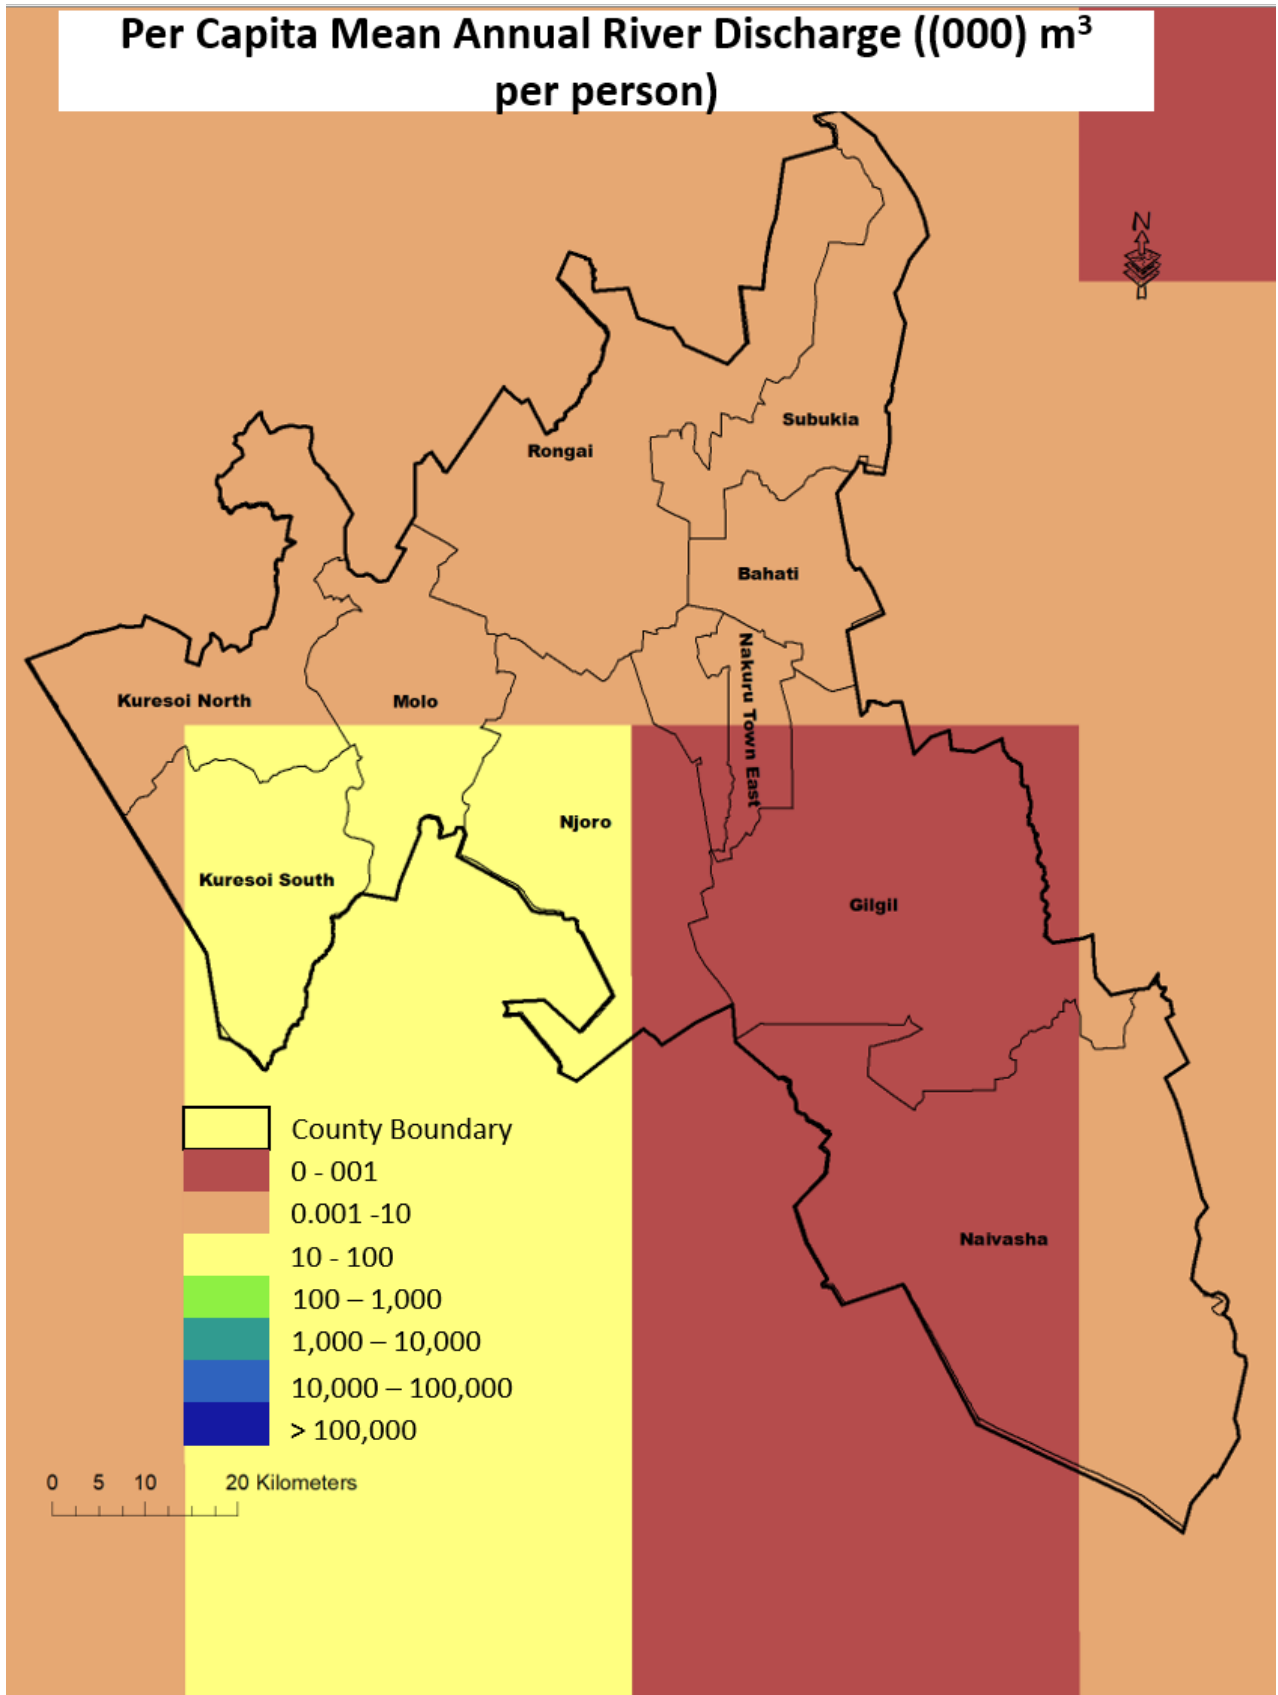 Per Capita Mean Annual River Discharge ((000) m³
per person)
N
Subukia
Rongai
Bahati
Nakuru Town East
Kuresoi North
Molo
Njoro
Kuresoi South
Gilgil
Naivasha
County Boundary
0 - 001
0.001 -10
10 - 100
100 – 1,000
1,000 – 10,000
10,000 – 100,000
> 100,000
0 5 10 20 Kilometers